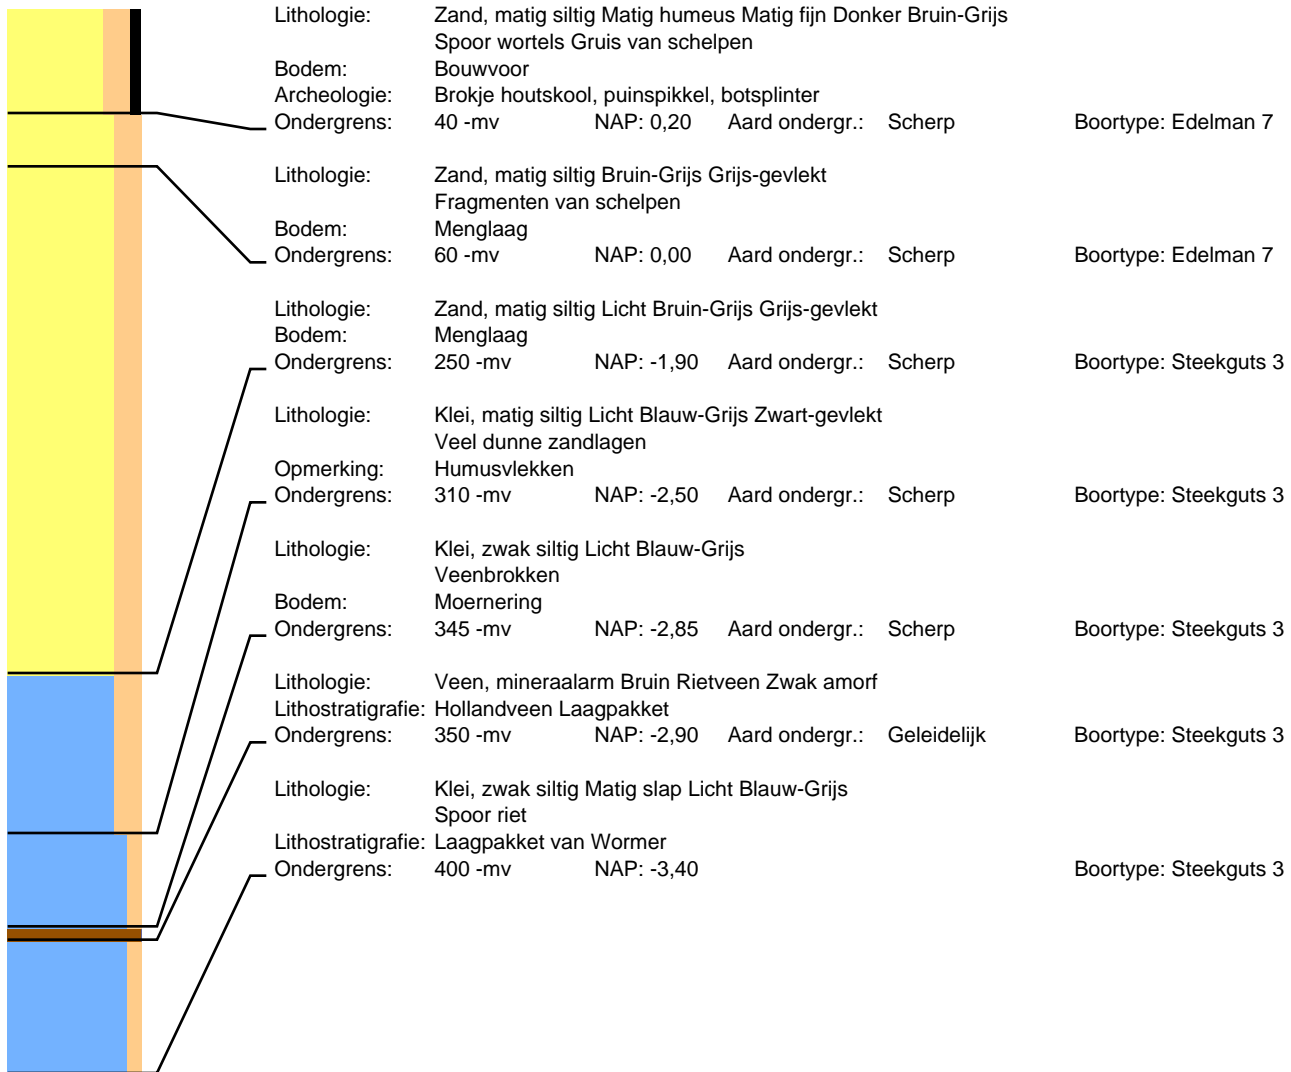 Lithologie: Zand, matig siltig Matig humeus Matig fijn Donker Bruin-Grijs
Spoor wortels Gruis van schelpen
Bodem: Bouwvoor
Archeologie: Brokje houtskool, puinspikkel, botsplinter
Ondergrens: 40 -mv NAP: 0,20 Aard ondergr.: Scherp Boortype: Edelman 7
Lithologie: Zand, matig siltig Bruin-Grijs Grijs-gevlekt
Fragmenten van schelpen
Bodem: Menglaag
Ondergrens: 60 -mv NAP: 0,00 Aard ondergr.: Scherp Boortype: Edelman 7
Lithologie: Zand, matig siltig Licht Bruin-Grijs Grijs-gevlekt
Bodem: Menglaag
Ondergrens: 250 -mv NAP: -1,90 Aard ondergr.: Scherp Boortype: Steekguts 3
Lithologie: Klei, matig siltig Licht Blauw-Grijs Zwart-gevlekt
Veel dunne zandlagen
Opmerking: Humusvlekken
Ondergrens: 310 -mv NAP: -2,50 Aard ondergr.: Scherp Boortype: Steekguts 3
Lithologie: Klei, zwak siltig Licht Blauw-Grijs
Veenbrokken
Bodem: Moernering
Ondergrens: 345 -mv NAP: -2,85 Aard ondergr.: Scherp Boortype: Steekguts 3
Lithologie: Veen, mineraalarm Bruin Rietveen Zwak amorf
Lithostratigrafie: Hollandveen Laagpakket
Ondergrens: 350 -mv NAP: -2,90 Aard ondergr.: Geleidelijk Boortype: Steekguts 3
Lithologie: Klei, zwak siltig Matig slap Licht Blauw-Grijs
Spoor riet
Lithostratigrafie: Laagpakket van Wormer
Ondergrens: 400 -mv NAP: -3,40 Boortype: Steekguts 3